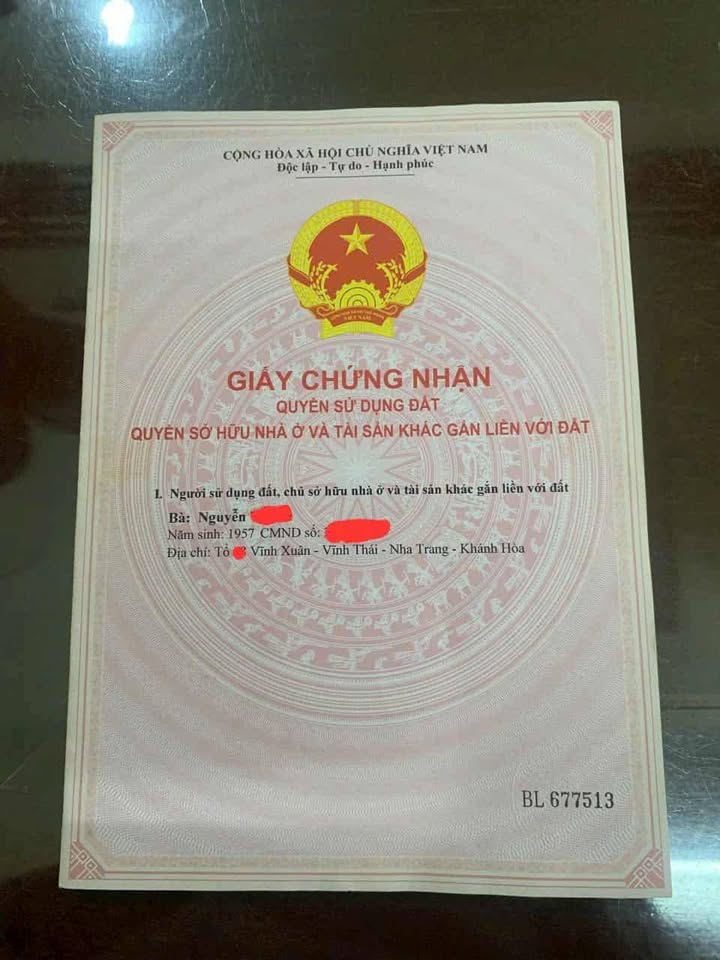 CỘNG HÒA XÃ HỘI CHỦ NGHĨA VIỆT NAM
Độc lập - Tự do - Hạnh phúc
VIỆT NAM
GIẤY CHỨNG NHẬN
QUYỀN SỬ DỤNG ĐẤT
QUYỀN SỞ HỮU NHÀ Ở VÀ TÀI SẢN KHÁC GẮN LIỀN VỚI ĐẤT
I. Người sử dụng đất, chủ sở hữu nhà ở và tài sản khác gắn liền với đất
Bà: Nguyễn
Năm sinh: 1957 CMND số:
Địa chỉ: Tổ Vĩnh Xuân - Vĩnh Thái - Nha Trang - Khánh Hòa
BL 677513